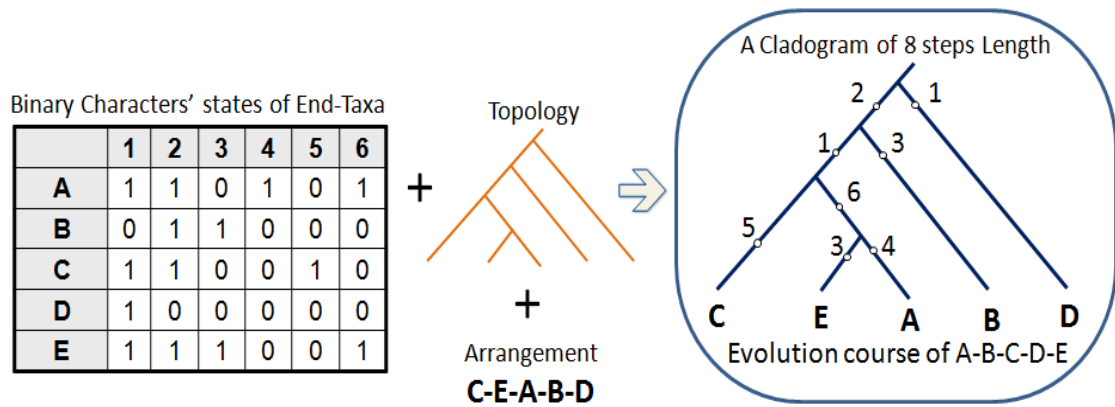 Binary Characters' states of End-Taxa
1 2 3 4 5 6
A 1 1 0 1 0 1
B 0 1 1 0 0 0
C 1 1 0 0 1 0
D 1 0 0 0 0 0
E 1 1 1 0 0 1
+
Topology
+
Arrangement
C-E-A-B-D
A Cladogram of 8 steps Length
2 1
1 3
6
5 3 4
C E A B D
Evolution course of A-B-C-D-E